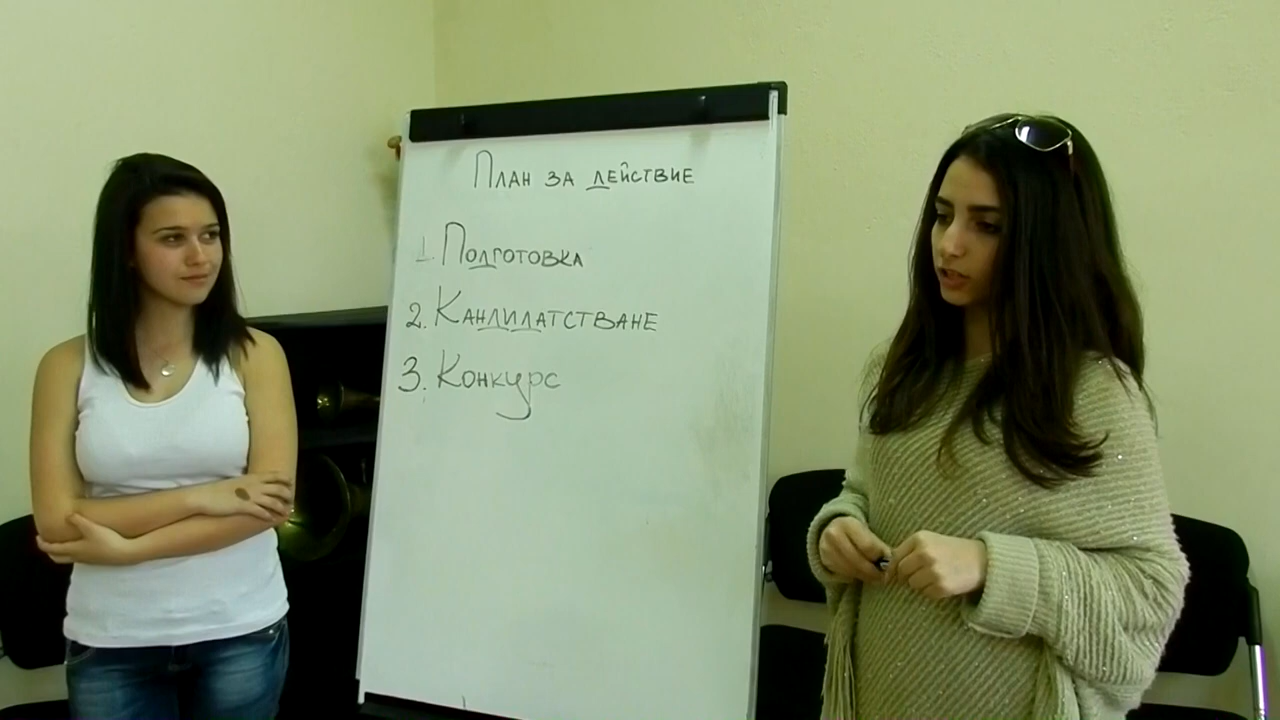 План за действие
1. Подготовка
2. Кандидатстване
3. Конкурс